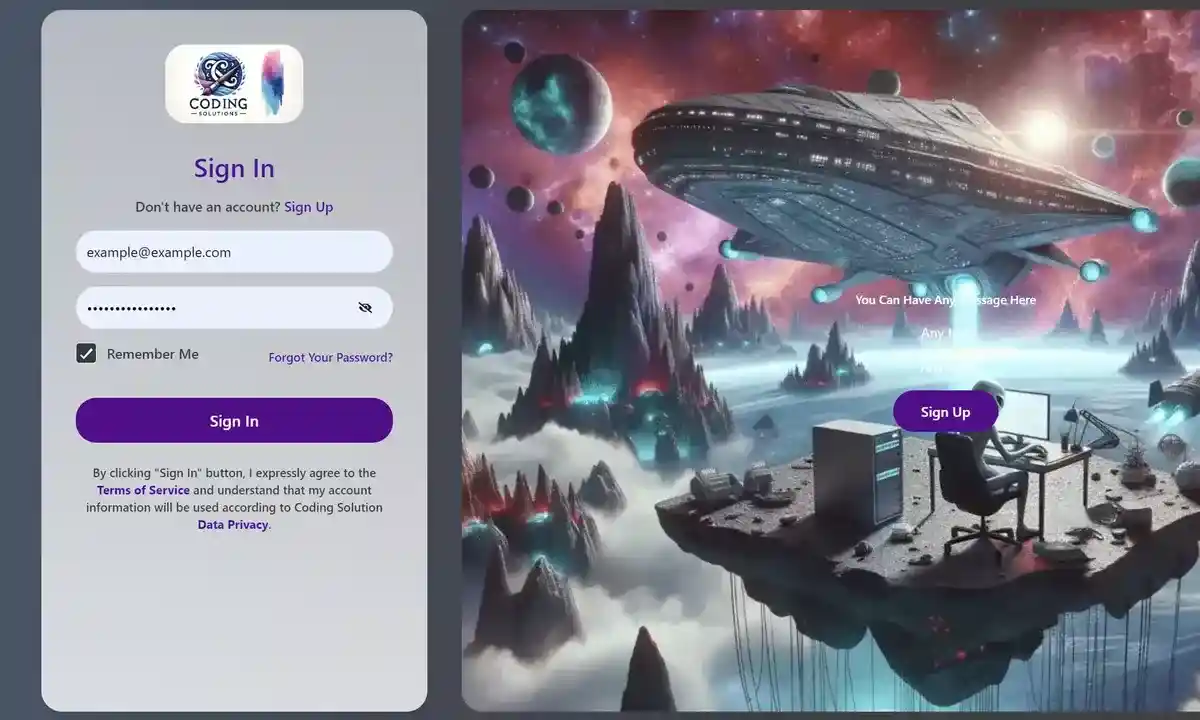 CODING
SOLUTIONS
Sign In
Don't have an account? Sign Up
example@example.com
••••••••••••••••
Remember Me
Forgot Your Password?
Sign In
By clicking "Sign In" button, I expressly agree to the
Terms of Service and understand that my account
information will be used according to Coding Solution
Data Privacy.
You Can Have Any Here
Any
Sign Up